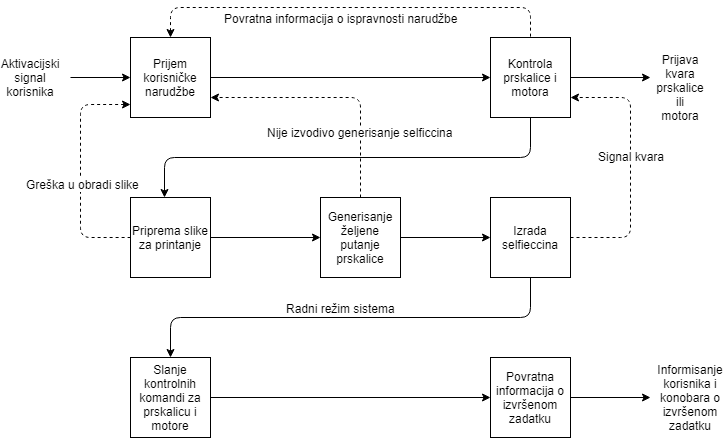 Povratna informacija o ispravnosti narudžbe
Aktivacijski
signal
korisnika
Prijem
korisničke
narudžbe
Kontrola
prskalice i
motora
Prijava
kvara
prskalice
ili
motora
Nije izvodivo generisanje selficcina
Signal kvara
Greška u obradi slike
Priprema slike
za printanje
Generisanje
željene
putanje
prskalice
Izrada
selfieccina
Radni režim sistema
Slanje
kontrolnih
komandi za
prskalicu i
motore
Povratna
informacija o
izvršenom
zadatku
Informisanje
korisnika i
konobara o
izvršenom
zadatku